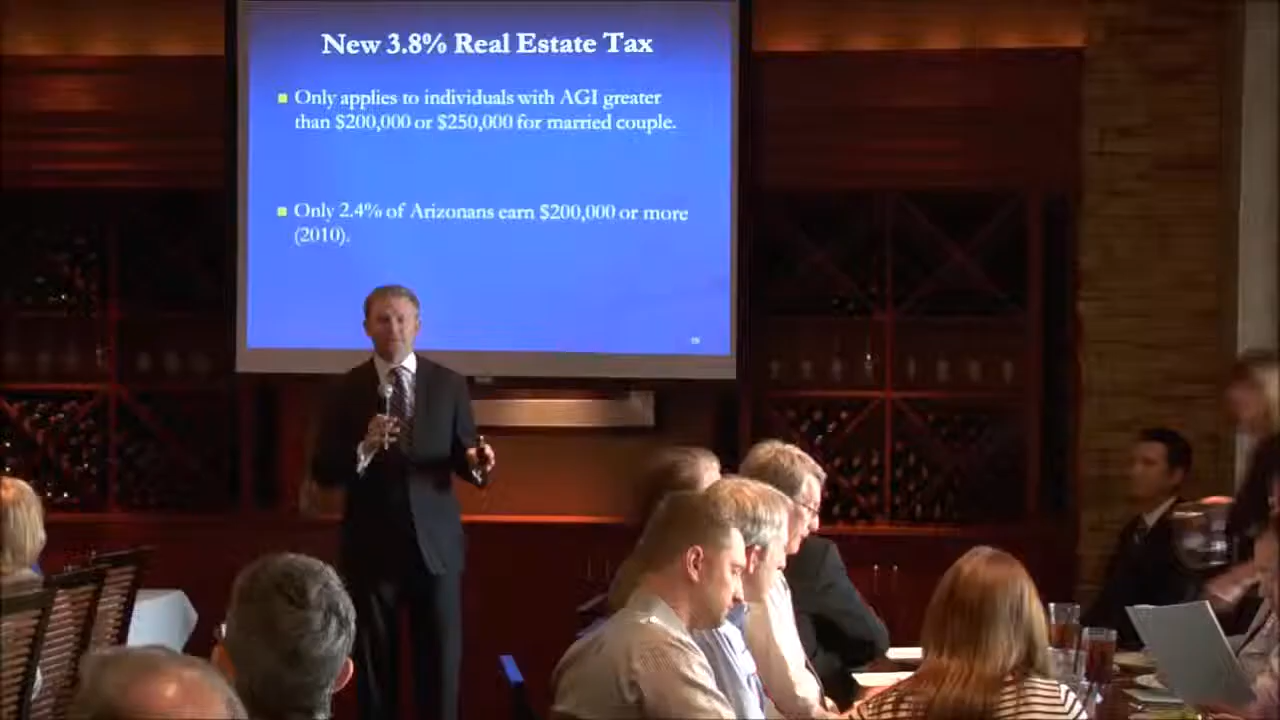 New 3.8% Real Estate Tax
Only applies to individuals with AGI greater
than $200,000 or $250,000 for married couple.
Only 2.4% of Arizonans earn $200,000 or more
(2010).